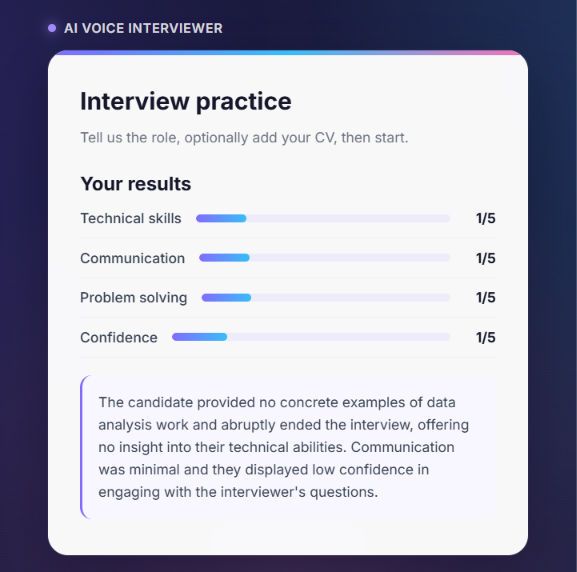 AI VOICE INTERVIEWER
Interview practice
Tell us the role, optionally add your CV, then start.
Your results
Technical skills 1/5
Communication 1/5
Problem solving 1/5
Confidence 1/5
The candidate provided no concrete examples of data
analysis work and abruptly ended the interview, offering
no insight into their technical abilities. Communication
was minimal and they displayed low confidence in
engaging with the interviewer's questions.